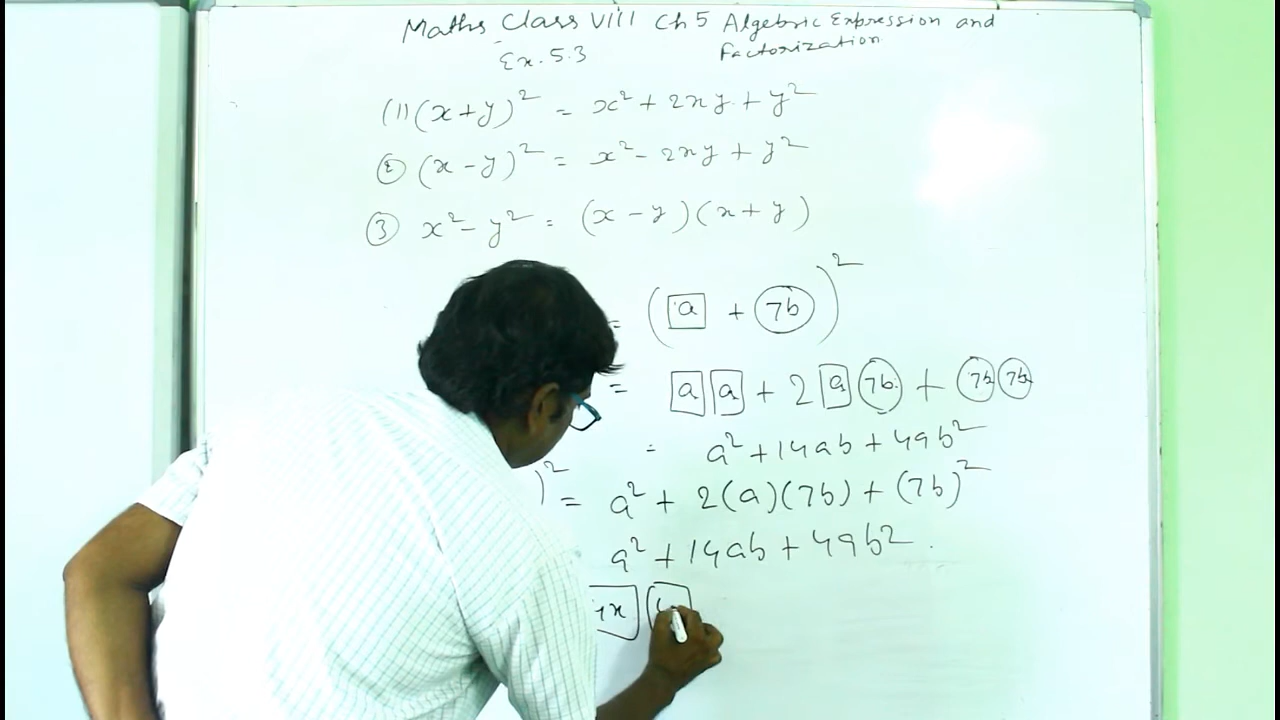 Maths Class VIII Ch 5 Algebric Expression and
Factorization
Ex. 5.3
(1) (x+y)² = x² + 2xy + y²
② (x-y)² = x² - 2xy + y²
③ x² - y² = (x-y)(x+y)
= (a + 7b)²
= a a + 2 a 7b + 7b 7b
= a² + 14ab + 49b²
)² = a² + 2(a)(7b) + (7b)²
a² + 14ab + 49b2.